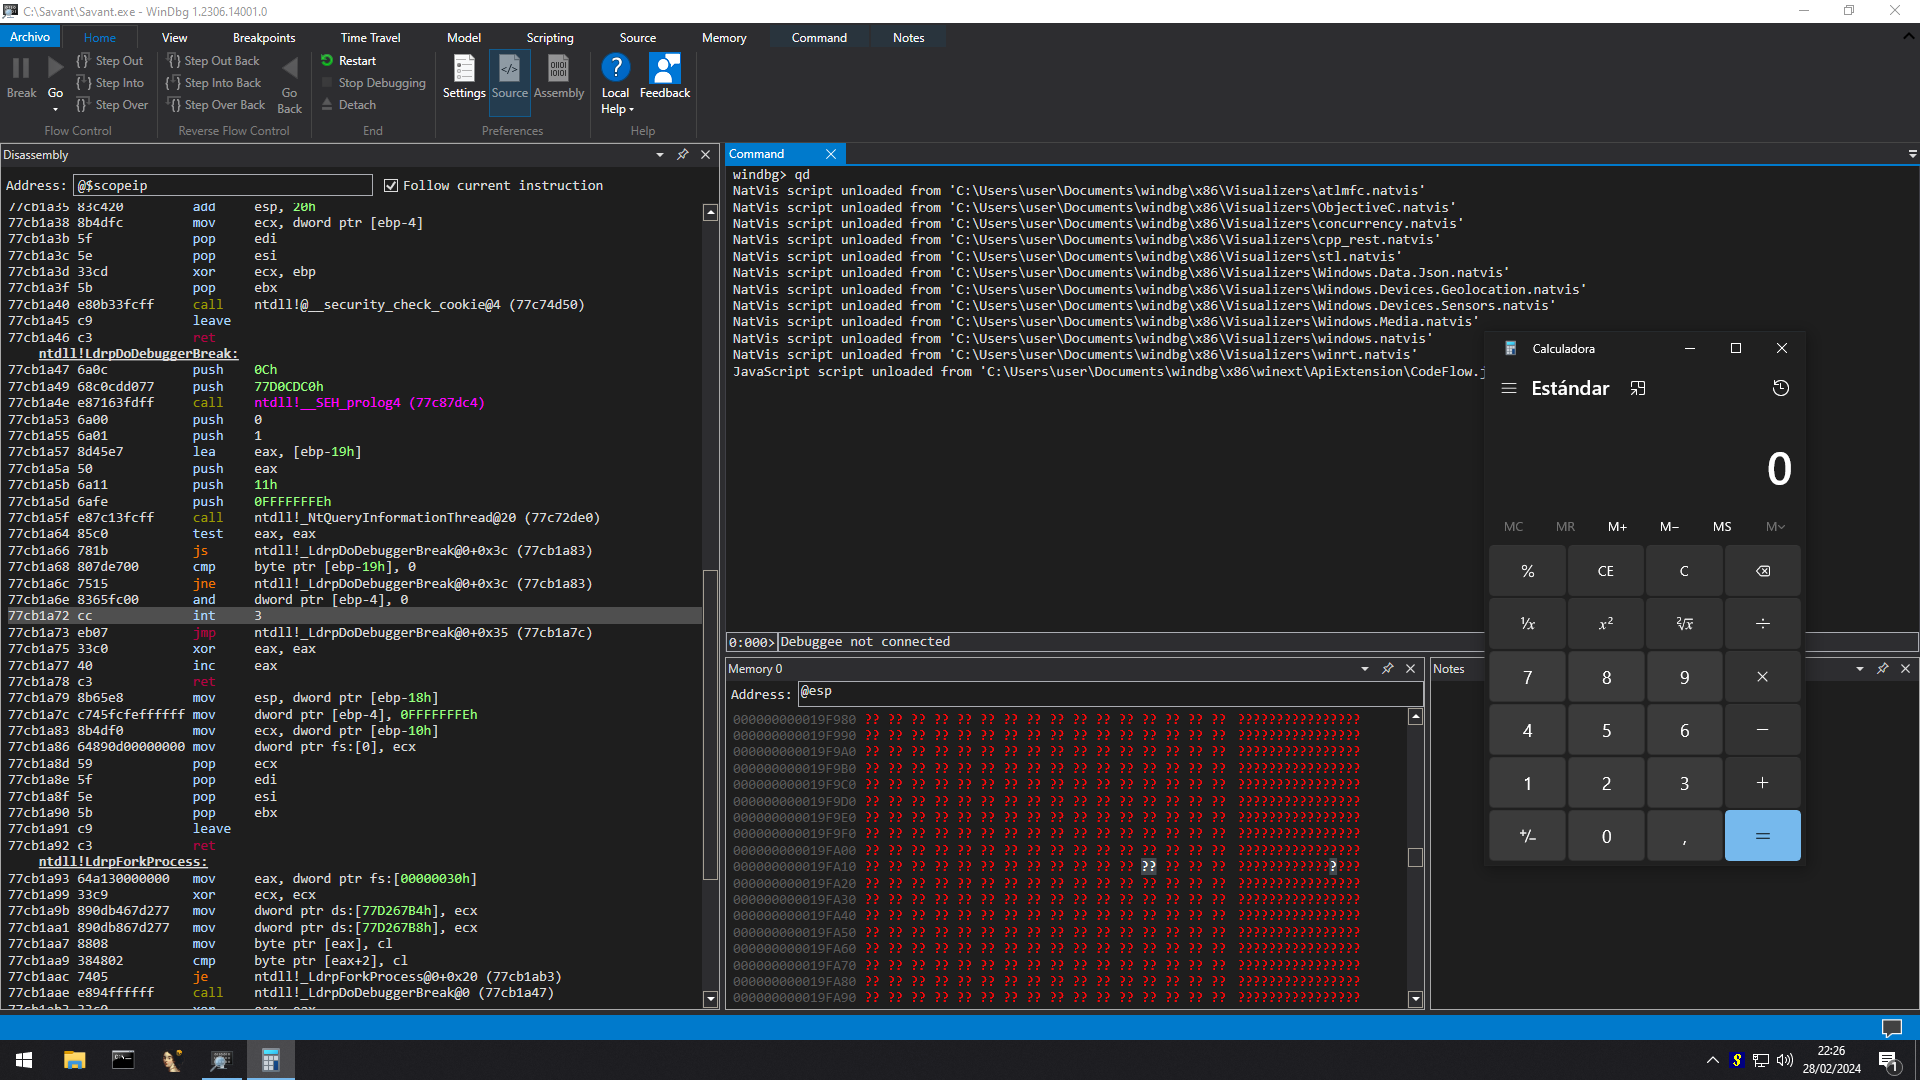 C:\Savant\Savant.exe - WinDbg 1.2306.14001.0
Archivo Home View Breakpoints Time Travel Model Scripting Source Memory Command Notes
Break Go Step Out Step Into Step Over Step Out Back Step Into Back Step Over Back Go Back Restart Stop Debugging Detach Settings Source Assembly Local Help Feedback
Flow Control Reverse Flow Control End Preferences Help
Disassembly
Address: @$scopeip Follow current instruction
77cb1a35 83c420 add esp, 20h
77cb1a38 8b4dfc mov ecx, dword ptr [ebp-4]
77cb1a3b 5f pop edi
77cb1a3c 5e pop esi
77cb1a3d 33cd xor ecx, ebp
77cb1a3f 5b pop ebx
77cb1a40 e80b33fcff call ntdll!@__security_check_cookie@4 (77c74d50)
77cb1a45 c9 leave
77cb1a46 c3 ret
ntdll!LdrpDoDebuggerBreak:
77cb1a47 6a0c push 0Ch
77cb1a49 68c0cdd077 push 77D0CDC0h
77cb1a4e e87163fdff call ntdll!__SEH_prolog4 (77c87dc4)
77cb1a53 6a00 push 0
77cb1a55 6a01 push 1
77cb1a57 8d45e7 lea eax, [ebp-19h]
77cb1a5a 50 push eax
77cb1a5b 6a11 push 11h
77cb1a5d 6afe push 0FFFFFFFEh
77cb1a5f e87c13fcff call ntdll!_NtQueryInformationThread@20 (77c72de0)
77cb1a64 85c0 test eax, eax
77cb1a66 781b js ntdll!_LdrpDoDebuggerBreak@0+0x3c (77cb1a83)
77cb1a68 807de700 cmp byte ptr [ebp-19h], 0
77cb1a6c 7515 jne ntdll!_LdrpDoDebuggerBreak@0+0x3c (77cb1a83)
77cb1a6e 8365fc00 and dword ptr [ebp-4], 0
77cb1a72 cc int 3
77cb1a73 eb07 jmp ntdll!_LdrpDoDebuggerBreak@0+0x35 (77cb1a7c)
77cb1a75 33c0 xor eax, eax
77cb1a77 40 inc eax
77cb1a78 c3 ret
77cb1a79 8b65e8 mov esp, dword ptr [ebp-18h]
77cb1a7c c745fcfeffffff mov dword ptr [ebp-4], 0FFFFFFFEh
77cb1a83 8b4df0 mov ecx, dword ptr [ebp-10h]
77cb1a86 64890d00000000 mov dword ptr fs:[0], ecx
77cb1a8d 59 pop ecx
77cb1a8e 5f pop edi
77cb1a8f 5e pop esi
77cb1a90 5b pop ebx
77cb1a91 c9 leave
77cb1a92 c3 ret
ntdll!LdrpForkProcess:
77cb1a93 64a130000000 mov eax, dword ptr fs:[00000030h]
77cb1a99 33c9 xor ecx, ecx
77cb1a9b 890db467d277 mov dword ptr ds:[77D267B4h], ecx
77cb1aa1 890db867d277 mov dword ptr ds:[77D267B8h], ecx
77cb1aa7 8808 mov byte ptr [eax], cl
77cb1aa9 384802 cmp byte ptr [eax+2], cl
77cb1aac 7405 je ntdll!_LdrpForkProcess@0+0x20 (77cb1ab3)
77cb1aae e894ffffff call ntdll!_LdrpDoDebuggerBreak@0 (77cb1a47)
77cb1ab3 33c0 xor eax, eax
Command
windbg> qd
NatVis script unloaded from 'C:\Users\user\Documents\windbg\x86\Visualizers\atlmfc.natvis'
NatVis script unloaded from 'C:\Users\user\Documents\windbg\x86\Visualizers\ObjectiveC.natvis'
NatVis script unloaded from 'C:\Users\user\Documents\windbg\x86\Visualizers\concurrency.natvis'
NatVis script unloaded from 'C:\Users\user\Documents\windbg\x86\Visualizers\cpp_rest.natvis'
NatVis script unloaded from 'C:\Users\user\Documents\windbg\x86\Visualizers\stl.natvis'
NatVis script unloaded from 'C:\Users\user\Documents\windbg\x86\Visualizers\Windows.Data.Json.natvis'
NatVis script unloaded from 'C:\Users\user\Documents\windbg\x86\Visualizers\Windows.Devices.Geolocation.natvis'
NatVis script unloaded from 'C:\Users\user\Documents\windbg\x86\Visualizers\Windows.Devices.Sensors.natvis'
NatVis script unloaded from 'C:\Users\user\Documents\windbg\x86\Visualizers\Windows.Media.natvis'
NatVis script unloaded from 'C:\Users\user\Documents\windbg\x86\Visualizers\windows.natvis'
NatVis script unloaded from 'C:\Users\user\Documents\windbg\x86\Visualizers\winrt.natvis'
JavaScript script unloaded from 'C:\Users\user\Documents\windbg\x86\winext\ApiExtension\CodeFlow.j
0:000> Debuggee not connected
Memory 0
Address: @esp
000000000019F980 ?? ?? ?? ?? ?? ?? ?? ?? ?? ?? ?? ?? ?? ?? ?? ?? ????????????????
000000000019F990 ?? ?? ?? ?? ?? ?? ?? ?? ?? ?? ?? ?? ?? ?? ?? ?? ????????????????
000000000019F9A0 ?? ?? ?? ?? ?? ?? ?? ?? ?? ?? ?? ?? ?? ?? ?? ?? ????????????????
000000000019F9B0 ?? ?? ?? ?? ?? ?? ?? ?? ?? ?? ?? ?? ?? ?? ?? ?? ????????????????
000000000019F9C0 ?? ?? ?? ?? ?? ?? ?? ?? ?? ?? ?? ?? ?? ?? ?? ?? ????????????????
000000000019F9D0 ?? ?? ?? ?? ?? ?? ?? ?? ?? ?? ?? ?? ?? ?? ?? ?? ????????????????
000000000019F9E0 ?? ?? ?? ?? ?? ?? ?? ?? ?? ?? ?? ?? ?? ?? ?? ?? ????????????????
000000000019F9F0 ?? ?? ?? ?? ?? ?? ?? ?? ?? ?? ?? ?? ?? ?? ?? ?? ????????????????
000000000019FA00 ?? ?? ?? ?? ?? ?? ?? ?? ?? ?? ?? ?? ?? ?? ?? ?? ????????????????
000000000019FA10 ?? ?? ?? ?? ?? ?? ?? ?? ?? ?? ?? ?? ?? ?? ?? ?? ????????????????
000000000019FA20 ?? ?? ?? ?? ?? ?? ?? ?? ?? ?? ?? ?? ?? ?? ?? ?? ????????????????
000000000019FA30 ?? ?? ?? ?? ?? ?? ?? ?? ?? ?? ?? ?? ?? ?? ?? ?? ????????????????
000000000019FA40 ?? ?? ?? ?? ?? ?? ?? ?? ?? ?? ?? ?? ?? ?? ?? ?? ????????????????
000000000019FA50 ?? ?? ?? ?? ?? ?? ?? ?? ?? ?? ?? ?? ?? ?? ?? ?? ????????????????
000000000019FA60 ?? ?? ?? ?? ?? ?? ?? ?? ?? ?? ?? ?? ?? ?? ?? ?? ????????????????
000000000019FA70 ?? ?? ?? ?? ?? ?? ?? ?? ?? ?? ?? ?? ?? ?? ?? ?? ????????????????
000000000019FA80 ?? ?? ?? ?? ?? ?? ?? ?? ?? ?? ?? ?? ?? ?? ?? ?? ????????????????
000000000019FA90 ?? ?? ?? ?? ?? ?? ?? ?? ?? ?? ?? ?? ?? ?? ?? ?? ????????????????
Notes
Calculadora
Estándar
0
MC MR M+ M− MS M˅
% CE C ⌫
⅟x x² ²√x ÷
7 8 9 ×
4 5 6 −
1 2 3 +
+/− 0 , =
22:26
28/02/2024
1